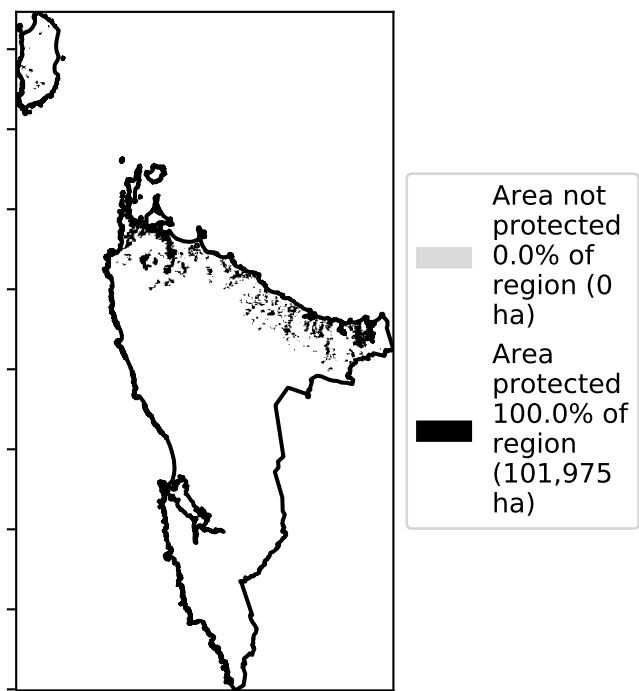 Area not
protected
0.0% of
region (0
ha)
Area
protected
100.0% of
region
(101,975
ha)